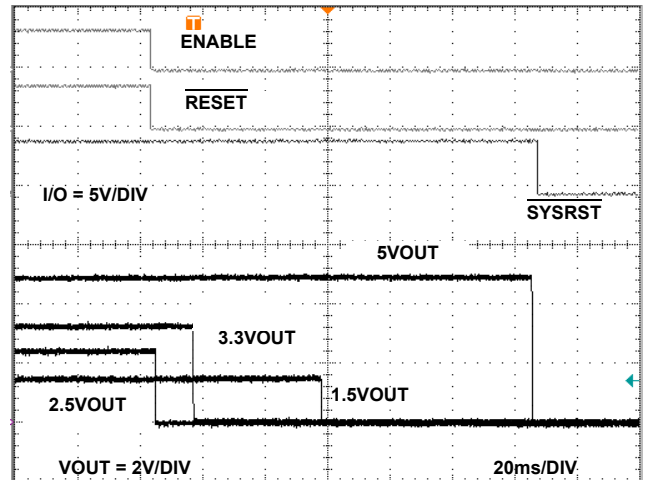 T
ENABLE
RESET
I/O = 5V/DIV
SYSRST
5VOUT
3.3VOUT
2.5VOUT
1.5VOUT
VOUT = 2V/DIV
20ms/DIV